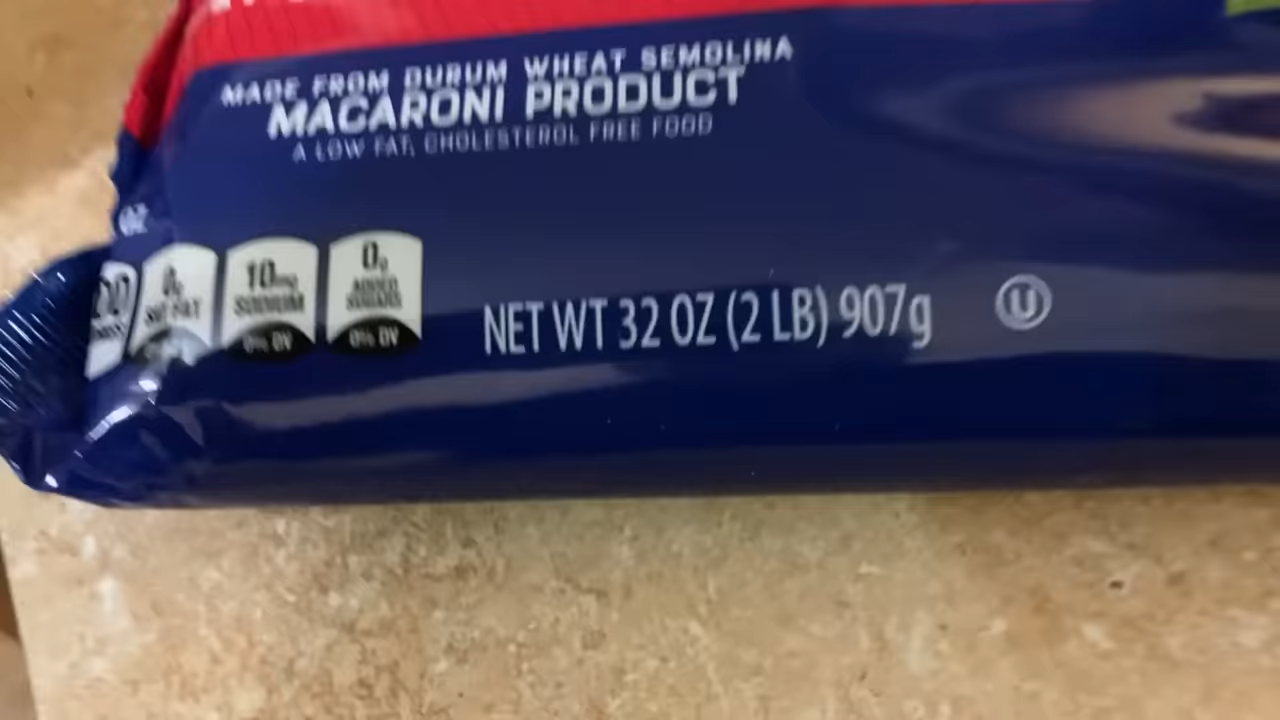 MADE FROM DURUM WHEAT SEMOLINA
MACARONI PRODUCT
A LOW FAT, CHOLESTEROL FREE FOOD
OZ
0g
SAT FAT
10mg
SODIUM
0% DV
0g
ADDED
SUGARS
0% DV
NET WT 32 OZ (2 LB) 907g
U